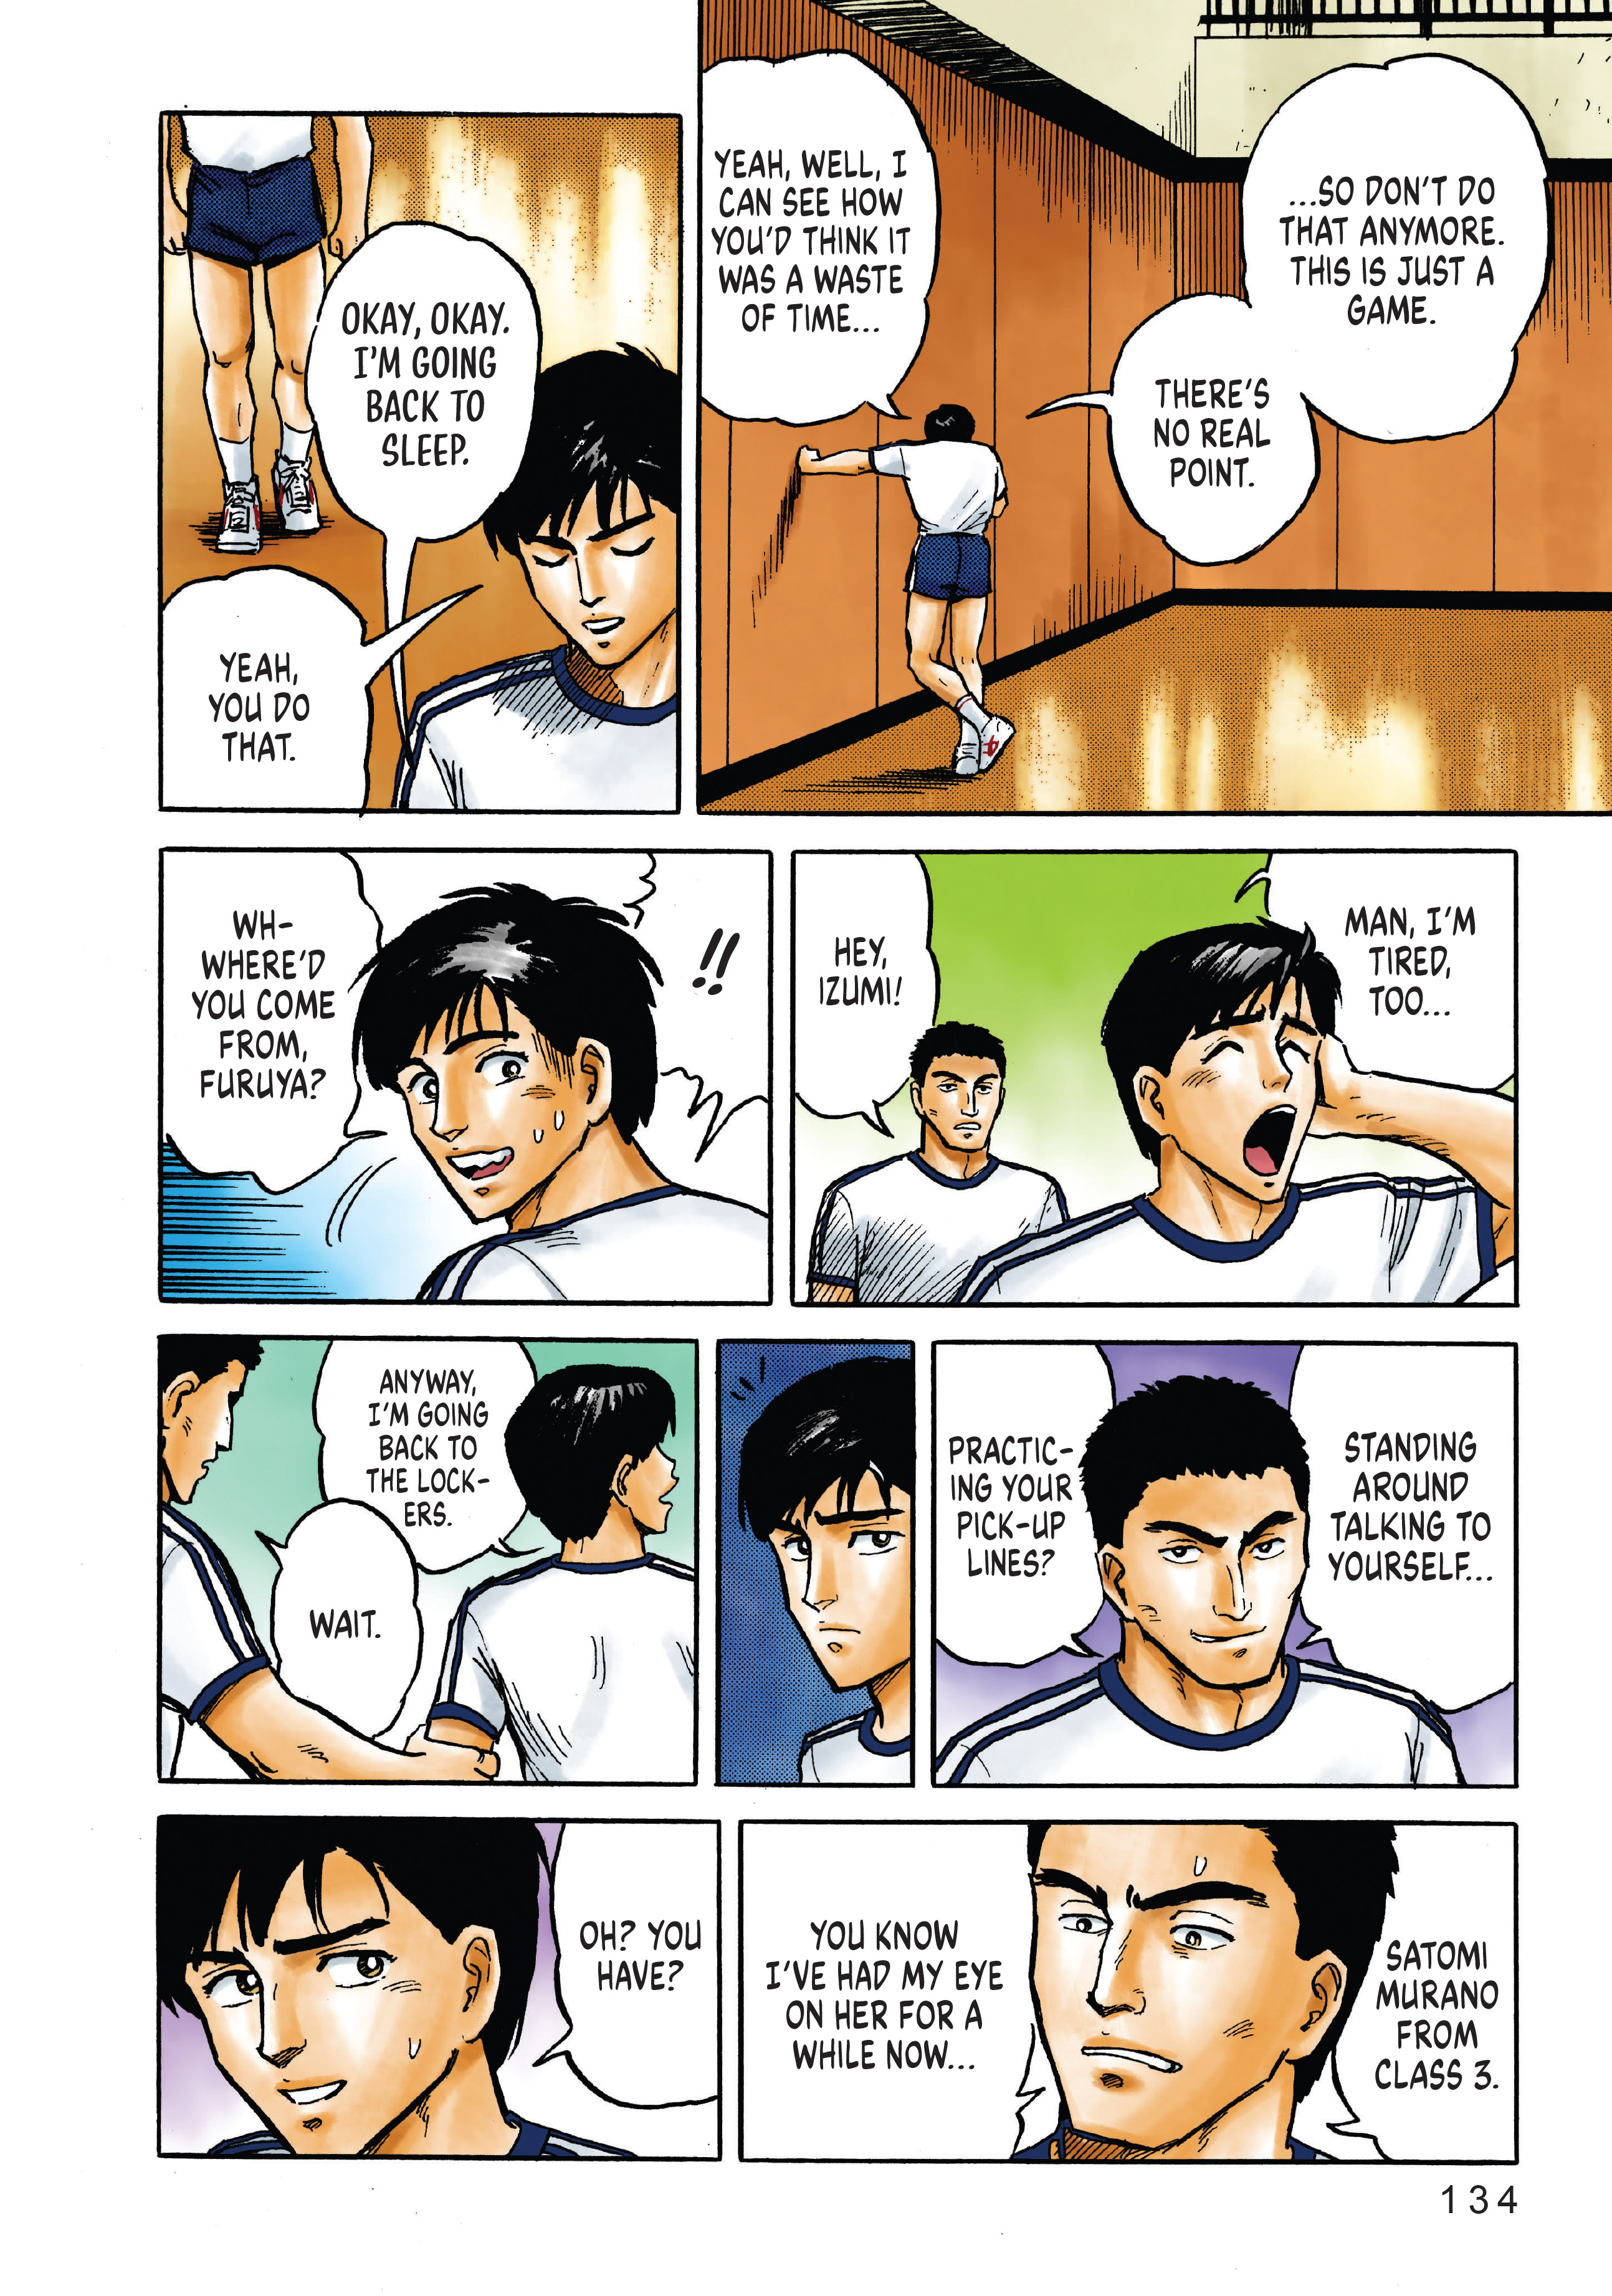 ...SO DON'T DO
THAT ANYMORE.
THIS IS JUST A
GAME.
THERE'S
NO REAL
POINT.
YEAH, WELL, I
CAN SEE HOW
YOU'D THINK IT
WAS A WASTE
OF TIME...
OKAY, OKAY.
I'M GOING
BACK TO
SLEEP.
YEAH,
YOU DO
THAT.
MAN, I'M
TIRED,
TOO...
HEY,
IZUMI!
!!
WH-
WHERE'D
YOU COME
FROM,
FURUYA?
STANDING
AROUND
TALKING TO
YOURSELF...
PRACTIC-
ING YOUR
PICK-UP
LINES?
ANYWAY,
I'M GOING
BACK TO
THE LOCK-
ERS.
WAIT.
SATOMI
MURANO
FROM
CLASS 3.
YOU KNOW
I'VE HAD MY EYE
ON HER FOR A
WHILE NOW...
OH? YOU
HAVE?
134